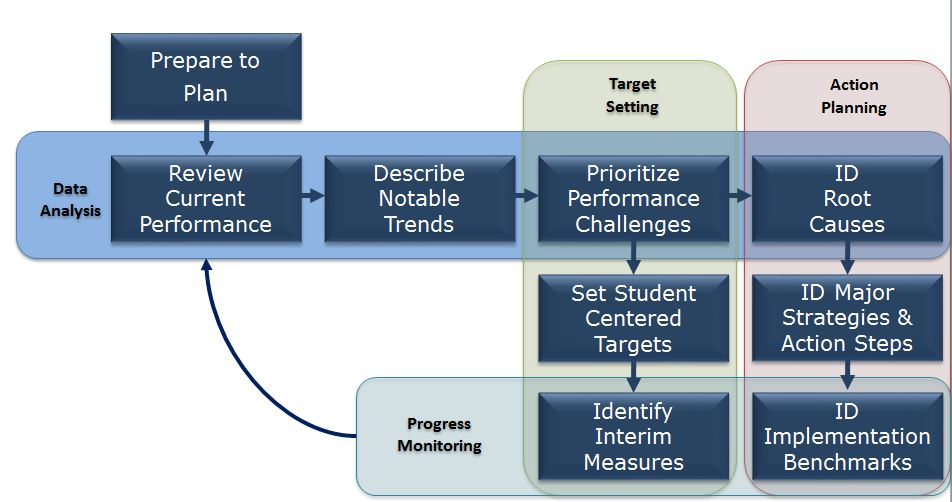 Prepare to
Plan
Target
Setting
Action
Planning
Data
Analysis
Review
Current
Performance
Describe
Notable
Trends
Prioritize
Performance
Challenges
ID
Root
Causes
Set Student
Centered
Targets
ID Major
Strategies &
Action Steps
Progress
Monitoring
Identify
Interim
Measures
ID
Implementation
Benchmarks